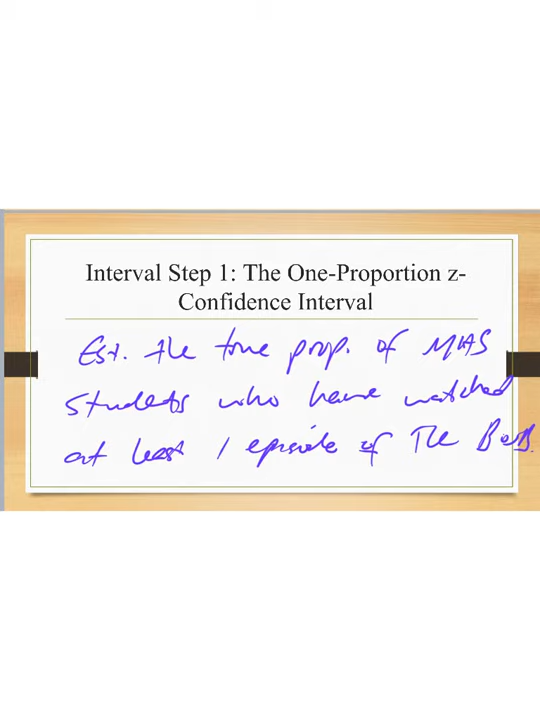 Interval Step 1: The One-Proportion z-
Confidence Interval
Est. the true prop. of MHS
students who have watched
at least 1 episode of The